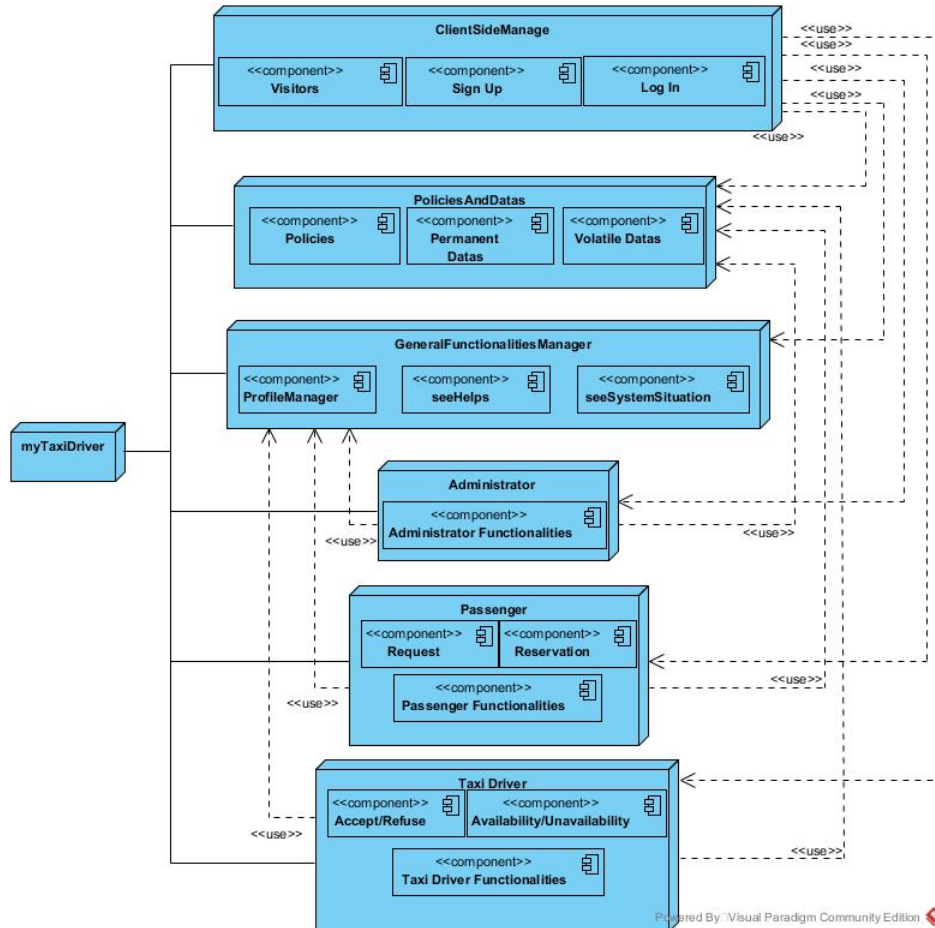 ClientSideManage
<<component>>
Visitors
<<component>>
Sign Up
<<component>>
Log In
<<use>>
<<use>>
<<use>>
<<use>>
<<use>>
PoliciesAndDatas
<<component>>
Policies
<<component>>
Permanent
Datas
<<component>>
Volatile Datas
GeneralFunctionalitiesManager
<<component>>
ProfileManager
<<component>>
seeHelps
<<component>>
seeSystemSituation
myTaxiDriver
Administrator
<<component>>
Administrator Functionalities
<<use>>
<<use>>
Passenger
<<component>>
Request
<<component>>
Reservation
<<component>>
Passenger Functionalities
<<use>>
<<use>>
Taxi Driver
<<component>>
Accept/Refuse
<<component>>
Availability/Unavailability
<<component>>
Taxi Driver Functionalities
<<use>>
<<use>>
Powered By Visual Paradigm Community Edition